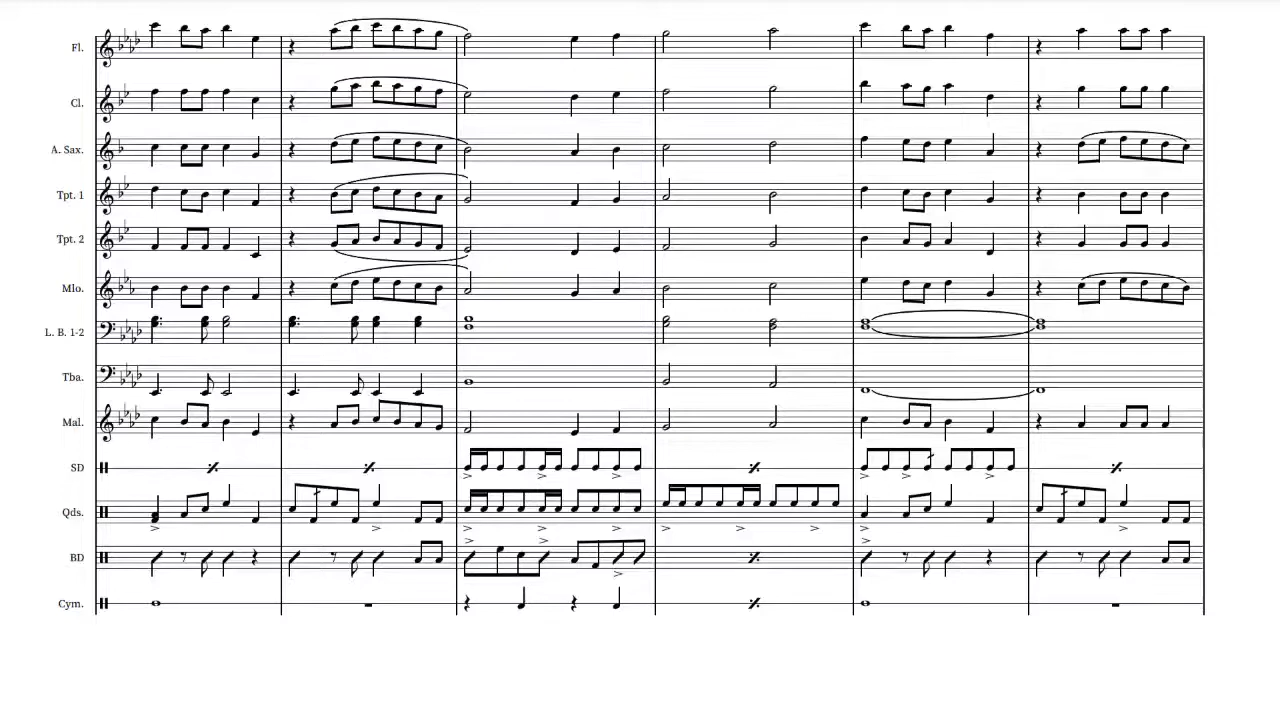 Fl.
Cl.
A. Sax.
Tpt. 1
Tpt. 2
Mlo.
L. B. 1-2
Tba.
Mal.
SD
Qds.
BD
Cym.